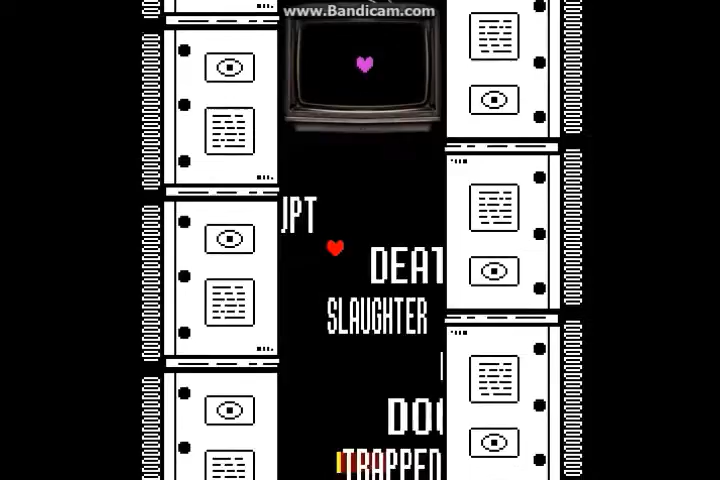 www.Bandicam.com
UPT
DEAT
SLAUGHTER
DOO
TRAPPED